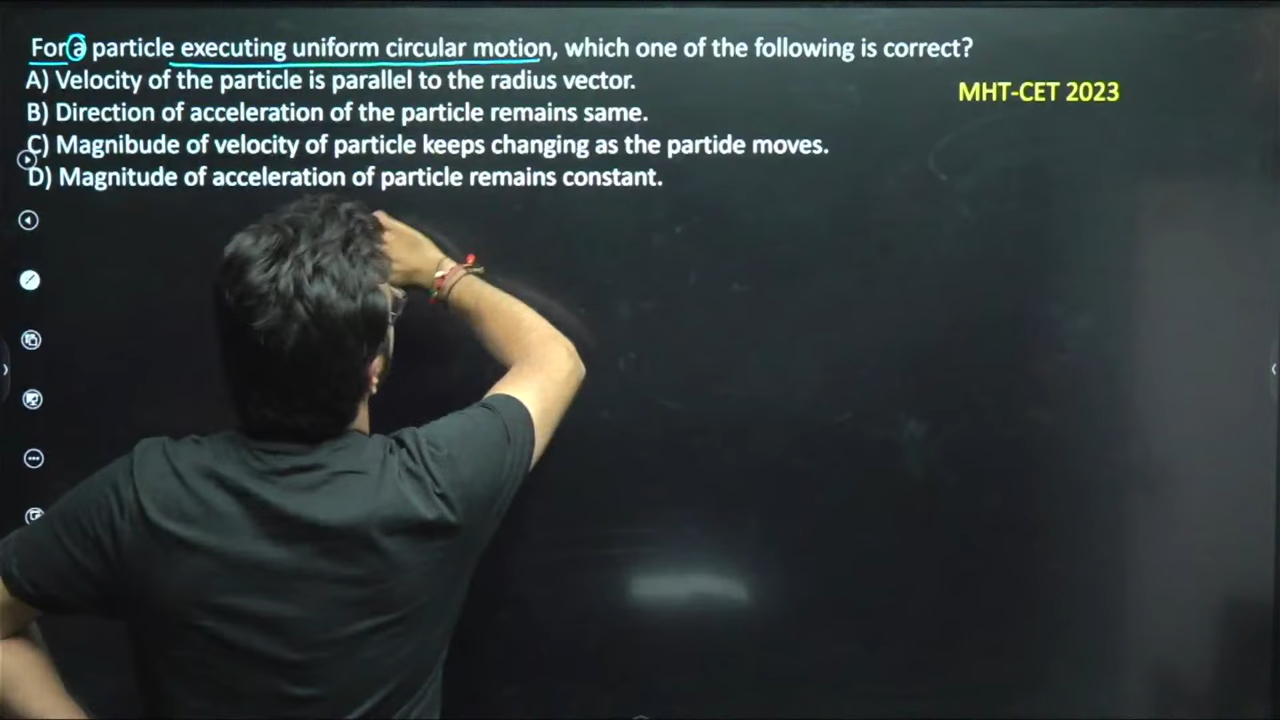 For a particle executing uniform circular motion, which one of the following is correct?
A) Velocity of the particle is parallel to the radius vector.
MHT-CET 2023
B) Direction of acceleration of the particle remains same.
C) Magnibude of velocity of particle keeps changing as the partide moves.
D) Magnitude of acceleration of particle remains constant.